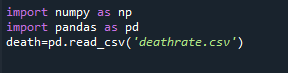 import numpy as np
import pandas as pd
death=pd.read_csv('deathrate.csv')